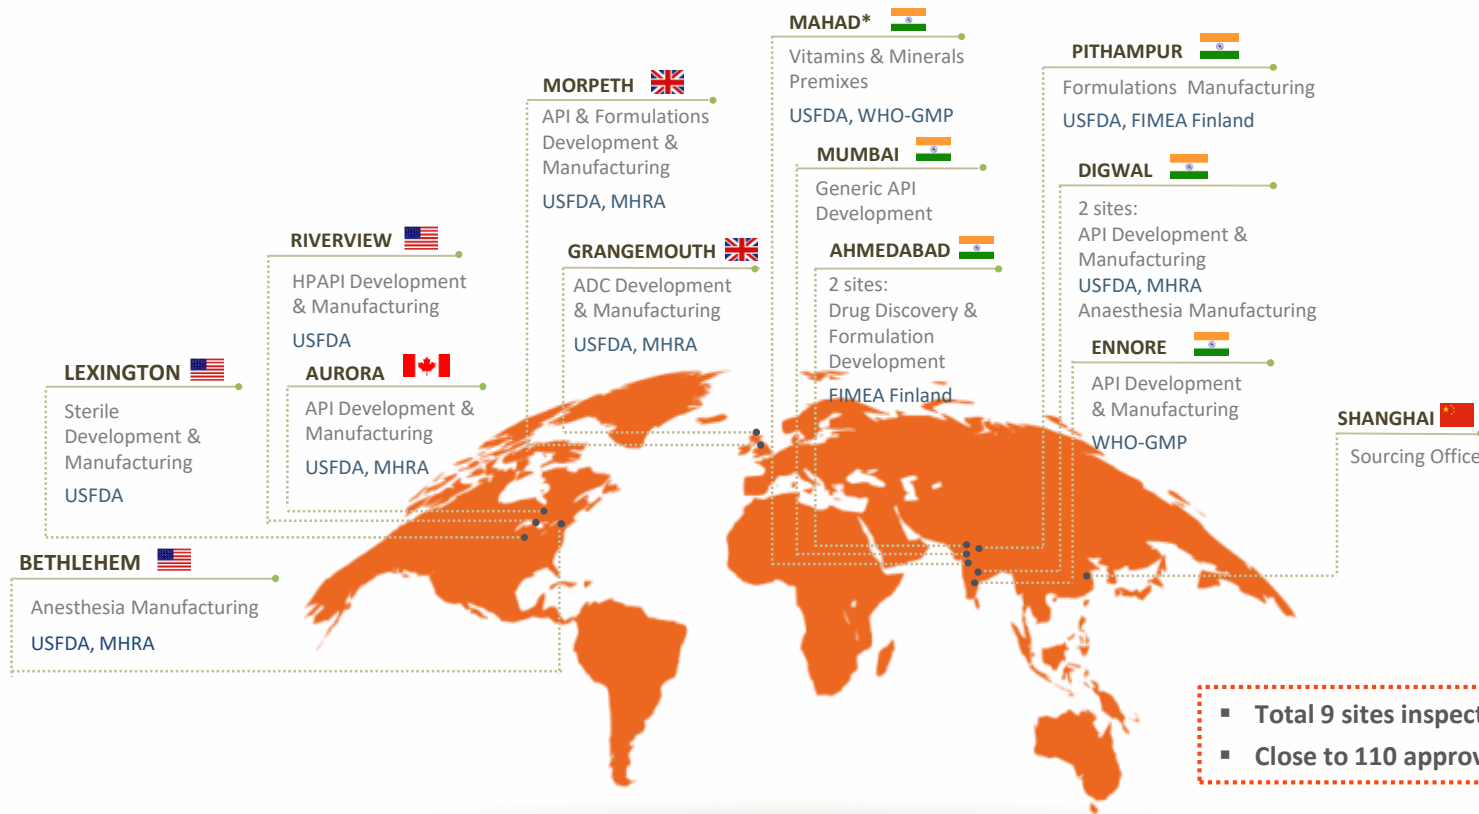 MAHAD*
Vitamins & Minerals
Premixes
USFDA, WHO-GMP
PITHAMPUR
Formulations Manufacturing
USFDA, FIMEA Finland
MORPETH
API & Formulations
Development &
Manufacturing
USFDA, MHRA
MUMBAI
Generic API
Development
DIGWAL
2 sites:
API Development &
Manufacturing
USFDA, MHRA
Anaesthesia Manufacturing
RIVERVIEW
HPAPI Development
& Manufacturing
USFDA
GRANGEMOUTH
ADC Development
& Manufacturing
USFDA, MHRA
AHMEDABAD
2 sites:
Drug Discovery &
Formulation
Development
FIMEA Finland
ENNORE
API Development
& Manufacturing
WHO-GMP
LEXINGTON
Sterile
Development &
Manufacturing
USFDA
AURORA
API Development &
Manufacturing
USFDA, MHRA
SHANGHAI
Sourcing Office
BETHLEHEM
Anesthesia Manufacturing
USFDA, MHRA
▪ Total 9 sites inspect
▪ Close to 110 approv